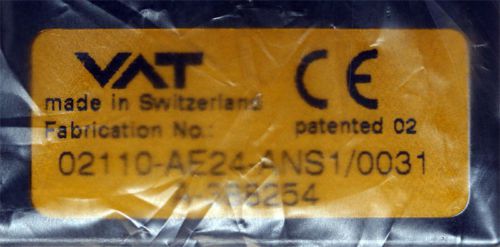 VAT CE
made in Switzerland
Fabrication No.: patented 02
02110-AE24-ANS1/0031